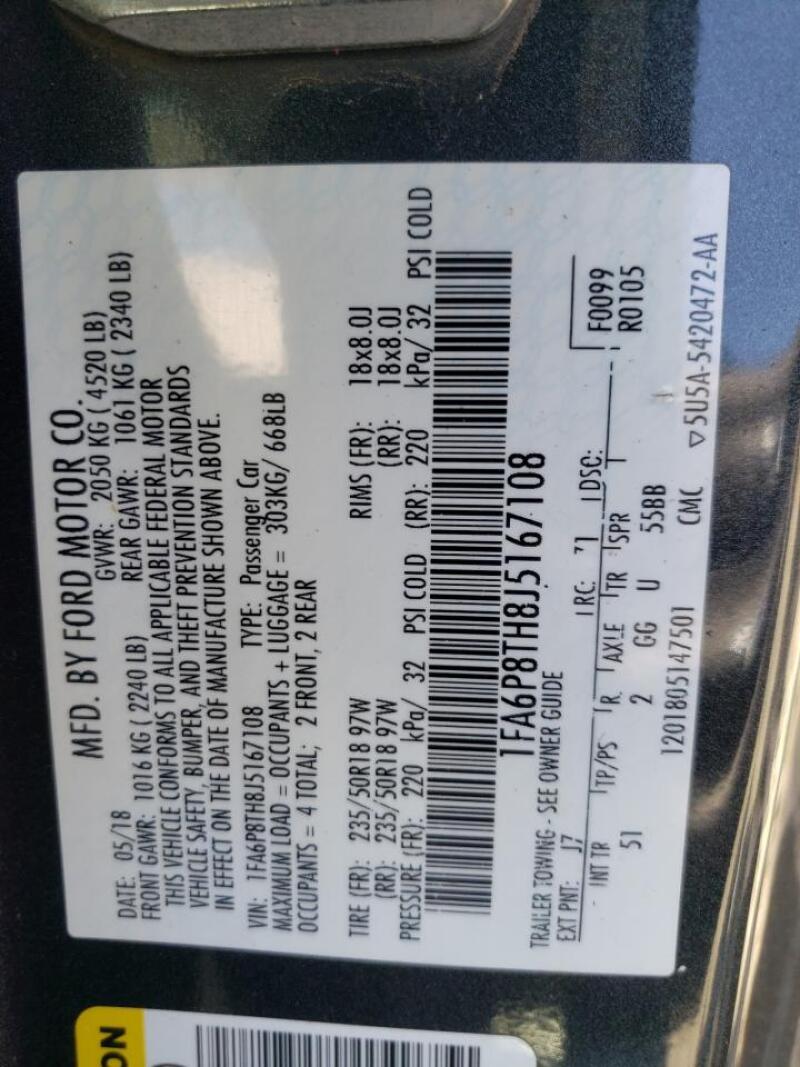 MFD. BY FORD MOTOR CO.
DATE: 05/18 GVWR: 2050 KG ( 4520 LB)
FRONT GAWR: 1016 KG ( 2240 LB) REAR GAWR: 1061 KG ( 2340 LB)
THIS VEHICLE CONFORMS TO ALL APPLICABLE FEDERAL MOTOR
VEHICLE SAFETY, BUMPER, AND THEFT PREVENTION STANDARDS
IN EFFECT ON THE DATE OF MANUFACTURE SHOWN ABOVE.
VIN: 1FA6P8TH8J5167108 TYPE: Passenger Car
MAXIMUM LOAD = OCCUPANTS + LUGGAGE = 303KG/ 668LB
OCCUPANTS = 4 TOTAL; 2 FRONT, 2 REAR
TIRE (FR): 235/50R18 97W RIMS (FR): 18x8.0J
(RR): 235/50R18 97W (RR): 18x8.0J
PRESSURE (FR): 220 kPa/ 32 PSI COLD (RR): 220 kPa/ 32 PSI COLD
1FA6P8TH8J5167108
TRAILER TOWING - SEE OWNER GUIDE
EXT PNT: J7 RC: 71 DSO: F0099
INT TR TP/PS R AXLE TR SPR R0105
51 2 GG U 55BB
1201805147501 CMC ▽5U5A-5420472-AA
ON